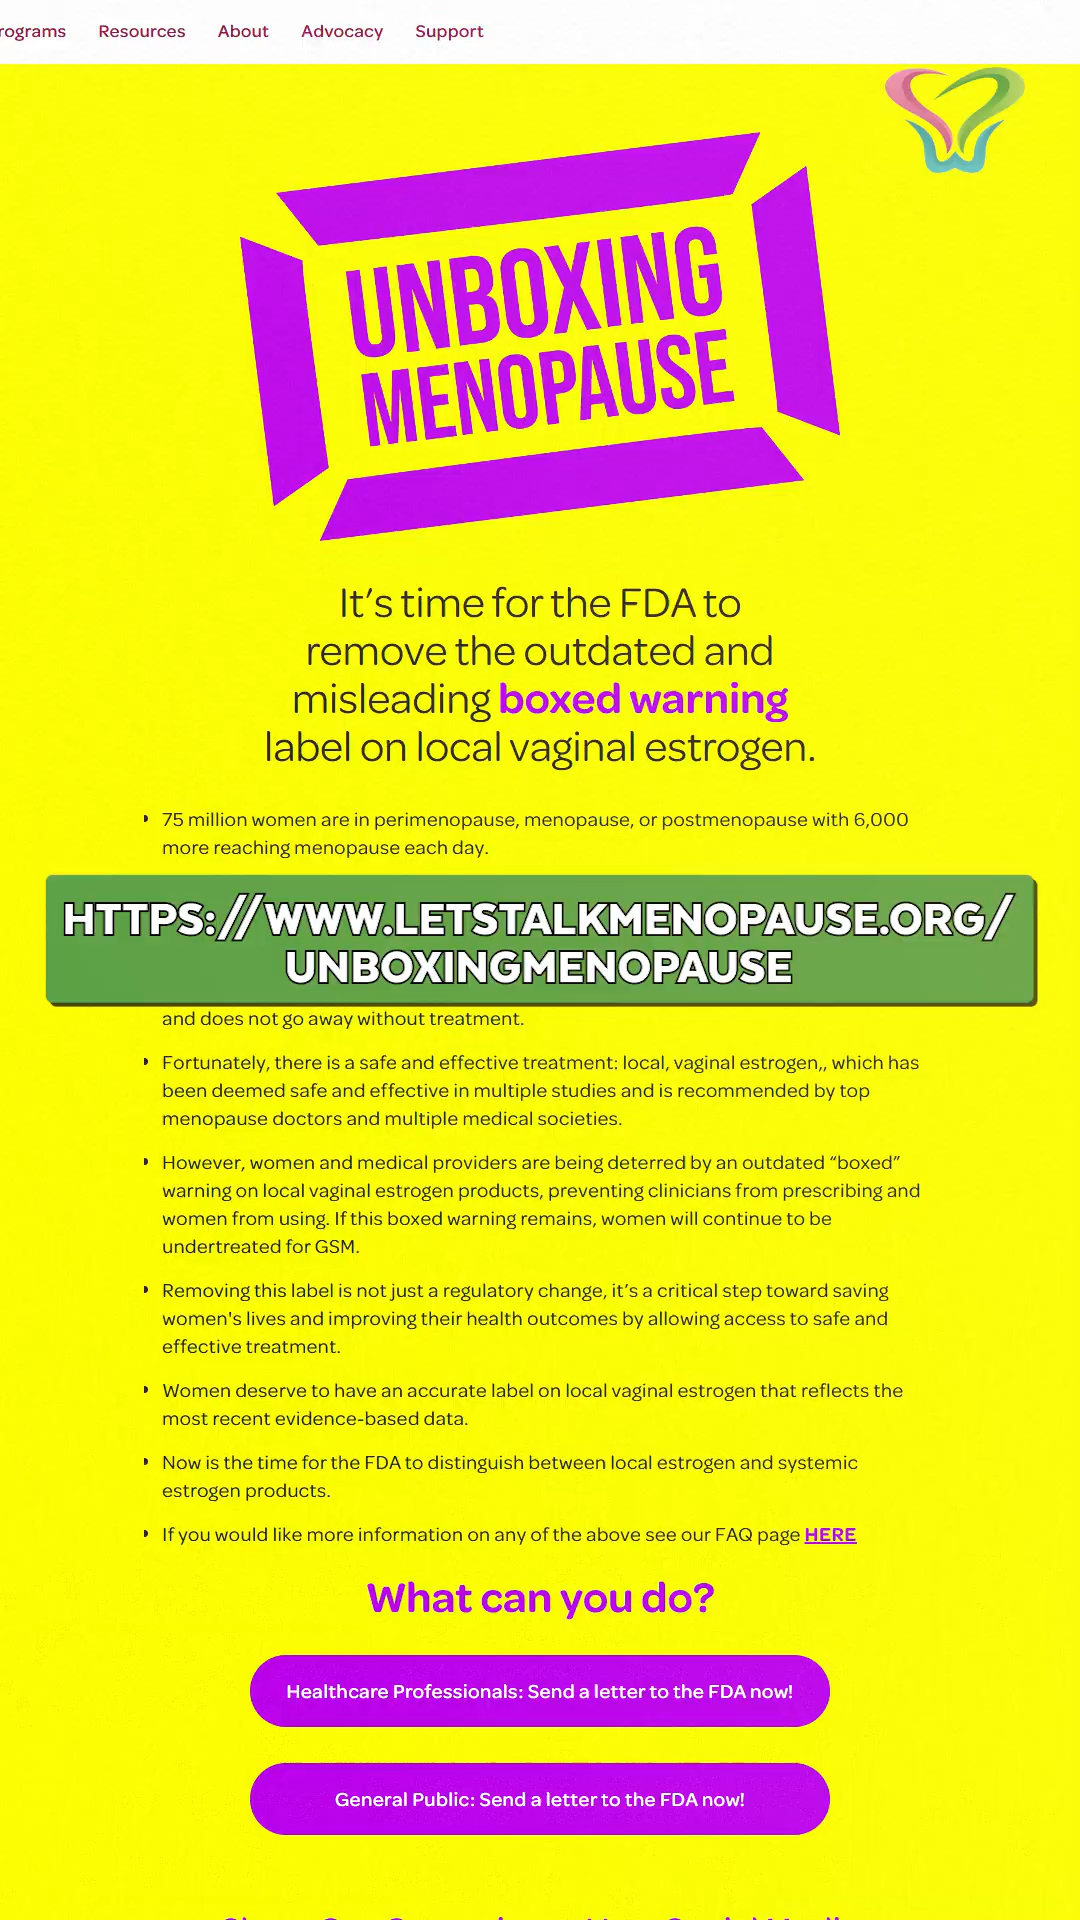 Resources About Advocacy Support
UNBOXING
MENOPAUSE
It’s time for the FDA to
remove the outdated and
misleading boxed warning
label on local vaginal estrogen.
75 million women are in perimenopause, menopause, or postmenopause with 6,000
more reaching menopause each day.
HTTPS://WWW.LETSTALKMENOPAUSE.ORG/
UNBOXINGMENOPAUSE
and does not go away without treatment.
Fortunately, there is a safe and effective treatment: local, vaginal estrogen,, which has
been deemed safe and effective in multiple studies and is recommended by top
menopause doctors and multiple medical societies.
However, women and medical providers are being deterred by an outdated “boxed”
warning on local vaginal estrogen products, preventing clinicians from prescribing and
women from using. If this boxed warning remains, women will continue to be
undertreated for GSM.
Removing this label is not just a regulatory change, it’s a critical step toward saving
women's lives and improving their health outcomes by allowing access to safe and
effective treatment.
Women deserve to have an accurate label on local vaginal estrogen that reflects the
most recent evidence-based data.
Now is the time for the FDA to distinguish between local estrogen and systemic
estrogen products.
If you would like more information on any of the above see our FAQ page HERE
What can you do?
Healthcare Professionals: Send a letter to the FDA now!
General Public: Send a letter to the FDA now!